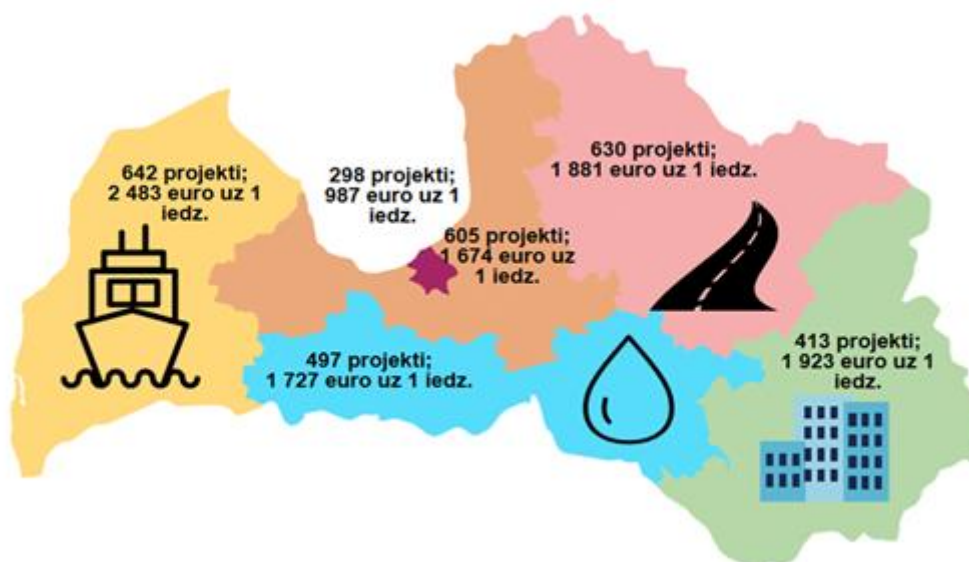 642 projekti;
2 483 euro uz 1
iedz.
298 projekti;
987 euro uz 1
iedz.
630 projekti;
1 881 euro uz 1
iedz.
605 projekti;
1 674 euro uz
1 iedz.
497 projekti;
1 727 euro uz 1 iedz.
413 projekti;
1 923 euro uz 1
iedz.